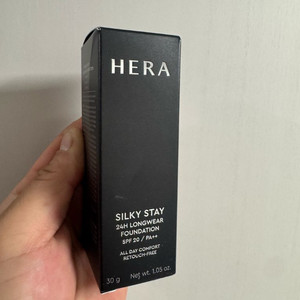 HERA
SILKY STAY
24H LONGWEAR
FOUNDATION
SPF 20 / PA++
ALL DAY COMFORT
RETOUCH-FREE
30 g Net wt. 1.05 oz.